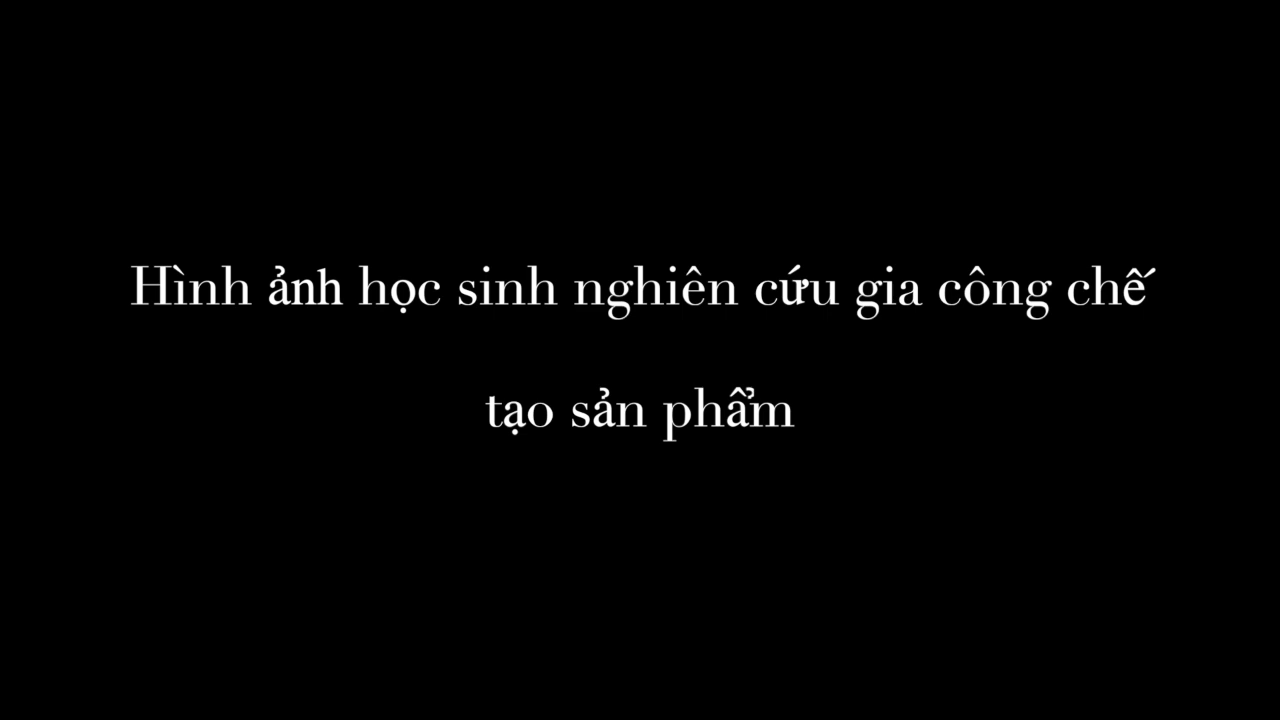 Hình ảnh học sinh nghiên cứu gia công chế
tạo sản phẩm